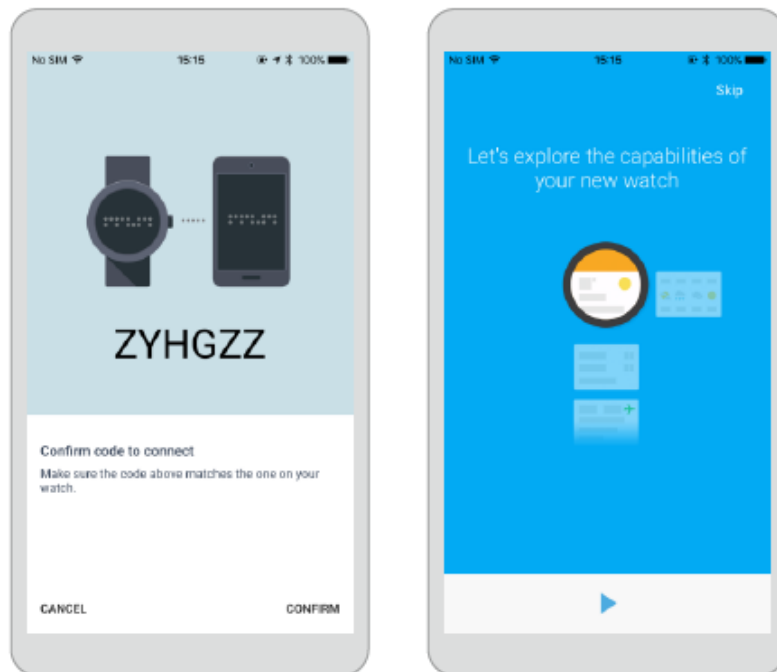 No SIM 15:15 100%
ZYHGZZ
Confirm code to connect
Make sure the code above matches the one on your
watch.
CANCEL CONFIRM
No SIM 15:15 100%
Skip
Let's explore the capabilities of
your new watch